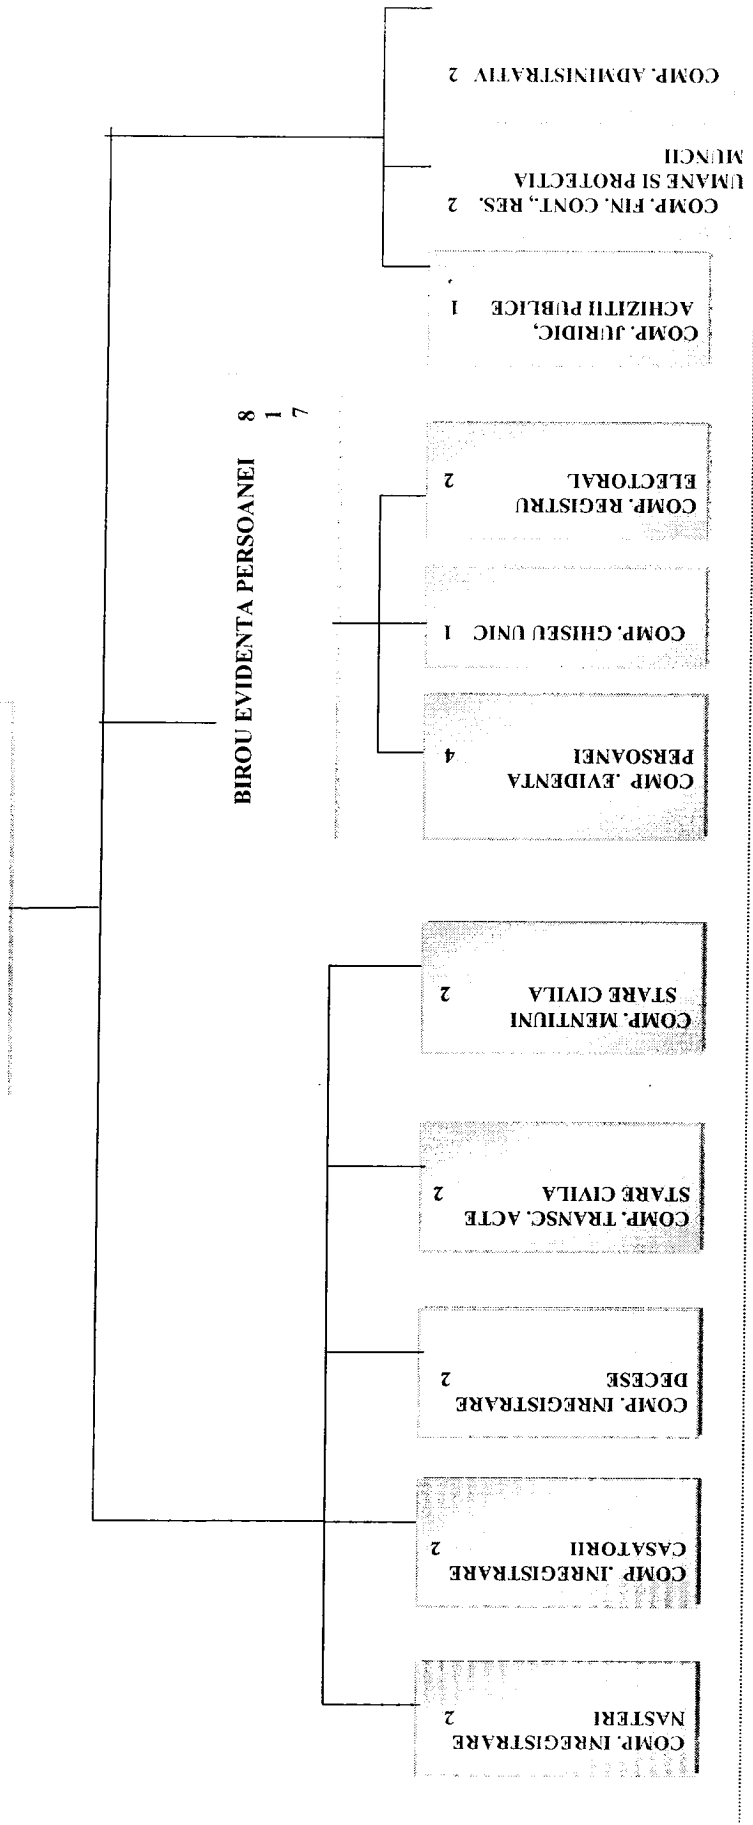 COMP. ADMINISTRATIV 2
COMP. FIN. CONT., RES. 2
UMANE SI PROTECTIA
MUNCII
COMP. JURIDIC,
ACHIZITII PUBLICE 1
BIROU EVIDENTA PERSOANEI 8
1
7
COMP. REGISTRU
ELECTORAL 2
COMP. GHISEU UNIC 1
COMP .EVIDENTA
PERSOANEI 4
COMP. MENTIUNI
STARE CIVILA 2
COMP. TRANSC. ACTE
STARE CIVILA 2
COMP. INREGISTRARE
DECESE 2
COMP .INREGISTRARE
CASATORII 2
COMP. INREGISTRARE
NASTERI 2